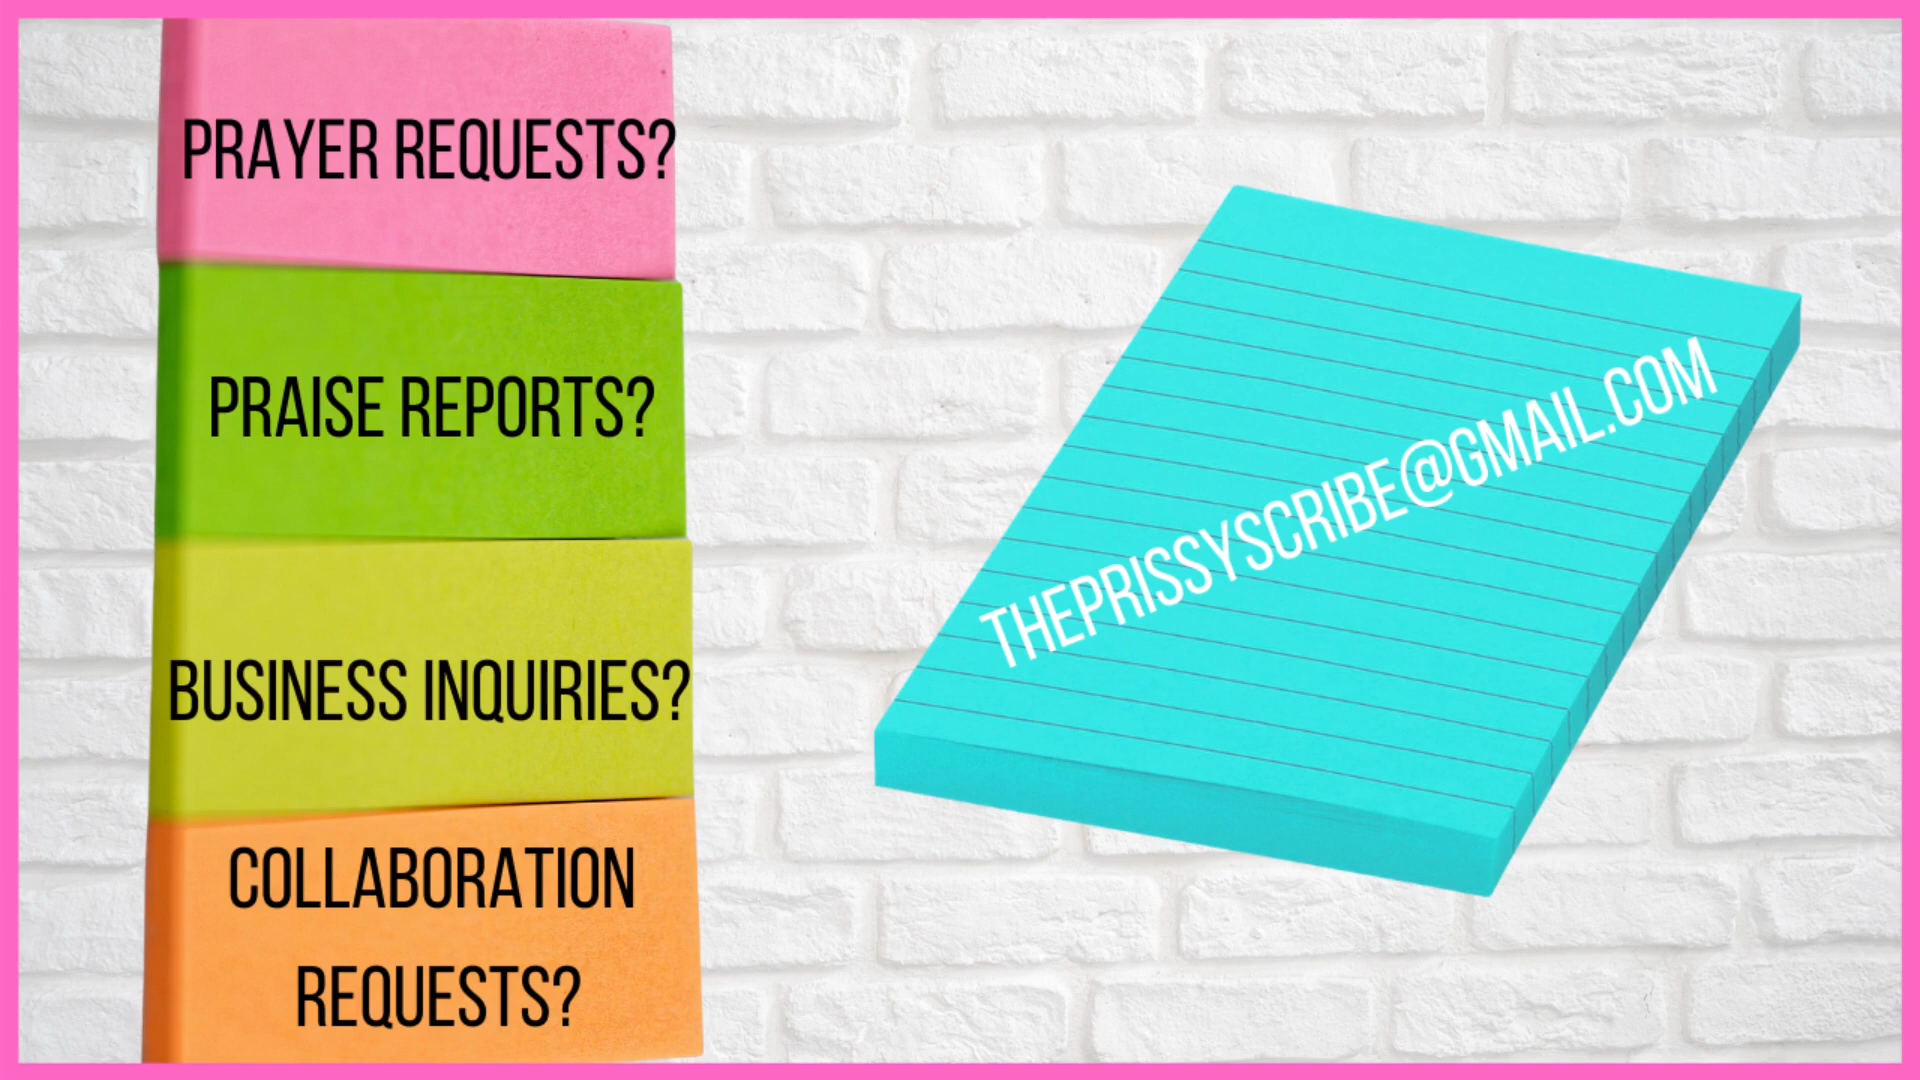 PRAYER REQUESTS?
PRAISE REPORTS?
BUSINESS INQUIRIES?
COLLABORATION
REQUESTS?
THEPRISSYSCRIBE@GMAIL.COM